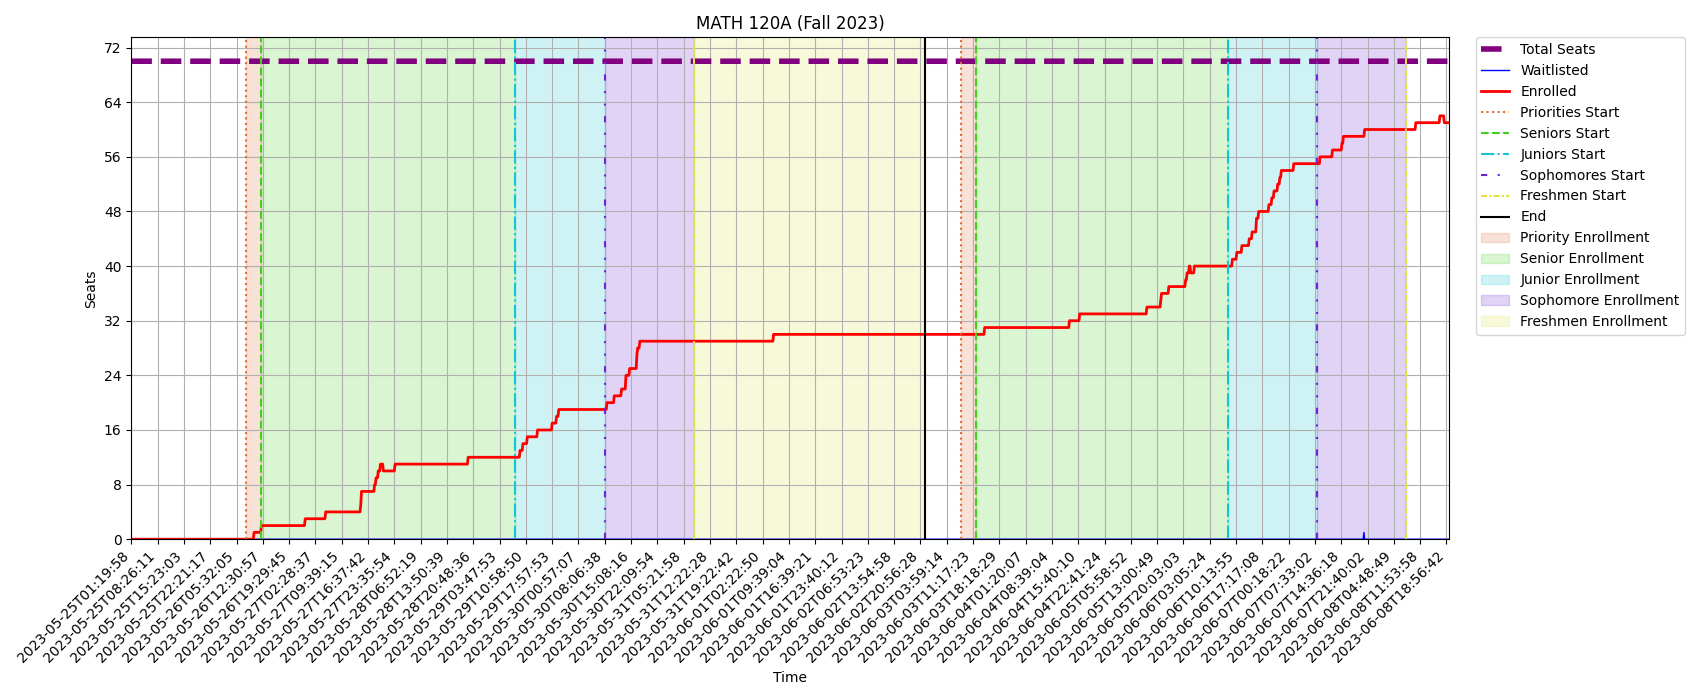 MATH 120A (Fall 2023)
72
64
56
48
40
32
24
16
8
0
Seats
2023-05-25T01:19:58
2023-05-25T08:26:11
2023-05-25T15:23:03
2023-05-25T22:21:17
2023-05-26T05:32:05
2023-05-26T12:30:57
2023-05-26T19:29:45
2023-05-27T02:28:37
2023-05-27T09:39:15
2023-05-27T16:37:42
2023-05-27T23:35:54
2023-05-28T06:52:19
2023-05-28T13:50:39
2023-05-28T20:48:36
2023-05-29T03:47:53
2023-05-29T10:58:50
2023-05-29T17:57:53
2023-05-30T00:57:07
2023-05-30T08:06:38
2023-05-30T15:08:16
2023-05-30T22:09:54
2023-05-31T05:21:58
2023-05-31T12:22:28
2023-05-31T19:22:42
2023-06-01T02:22:50
2023-06-01T09:39:04
2023-06-01T16:39:21
2023-06-01T23:40:12
2023-06-02T06:53:23
2023-06-02T13:54:58
2023-06-02T20:56:28
2023-06-03T03:59:14
2023-06-03T11:17:23
2023-06-03T18:18:29
2023-06-04T01:20:07
2023-06-04T08:39:04
2023-06-04T15:40:10
2023-06-04T22:41:24
2023-06-05T05:58:52
2023-06-05T13:00:49
2023-06-05T20:03:03
2023-06-06T03:05:24
2023-06-06T10:13:55
2023-06-06T17:17:08
2023-06-07T00:18:22
2023-06-07T07:33:02
2023-06-07T14:36:18
2023-06-07T21:40:02
2023-06-08T04:48:49
2023-06-08T11:53:58
2023-06-08T18:56:42
Time
Total Seats
Waitlisted
Enrolled
Priorities Start
Seniors Start
Juniors Start
Sophomores Start
Freshmen Start
End
Priority Enrollment
Senior Enrollment
Junior Enrollment
Sophomore Enrollment
Freshmen Enrollment